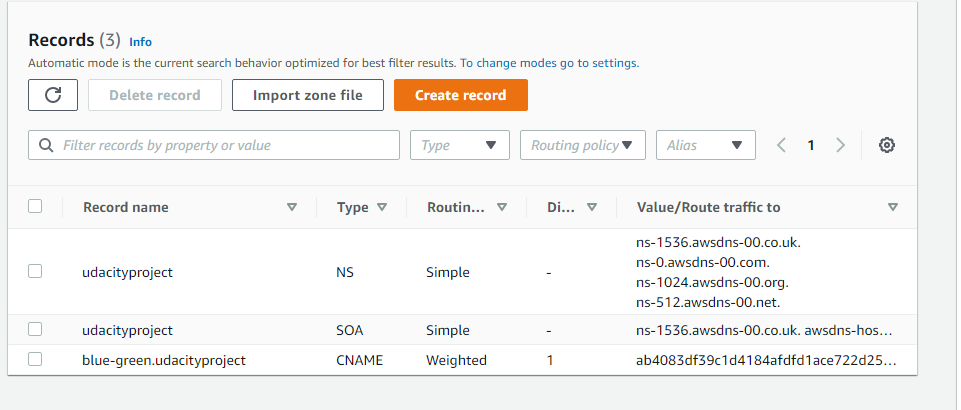 Records (3) Info
Automatic mode is the current search behavior optimized for best filter results. To change modes go to settings.
Delete record Import zone file Create record
Filter records by property or value Type Routing policy Alias 1
Record name Type Routin... Di... Value/Route traffic to
ns-1536.awsdns-00.co.uk.
ns-0.awsdns-00.com.
udacityproject NS Simple -
ns-1024.awsdns-00.org.
ns-512.awsdns-00.net.
udacityproject SOA Simple - ns-1536.awsdns-00.co.uk. awsdns-hos...
blue-green.udacityproject CNAME Weighted 1 ab4083df39c1d4184afdfd1ace722d25...